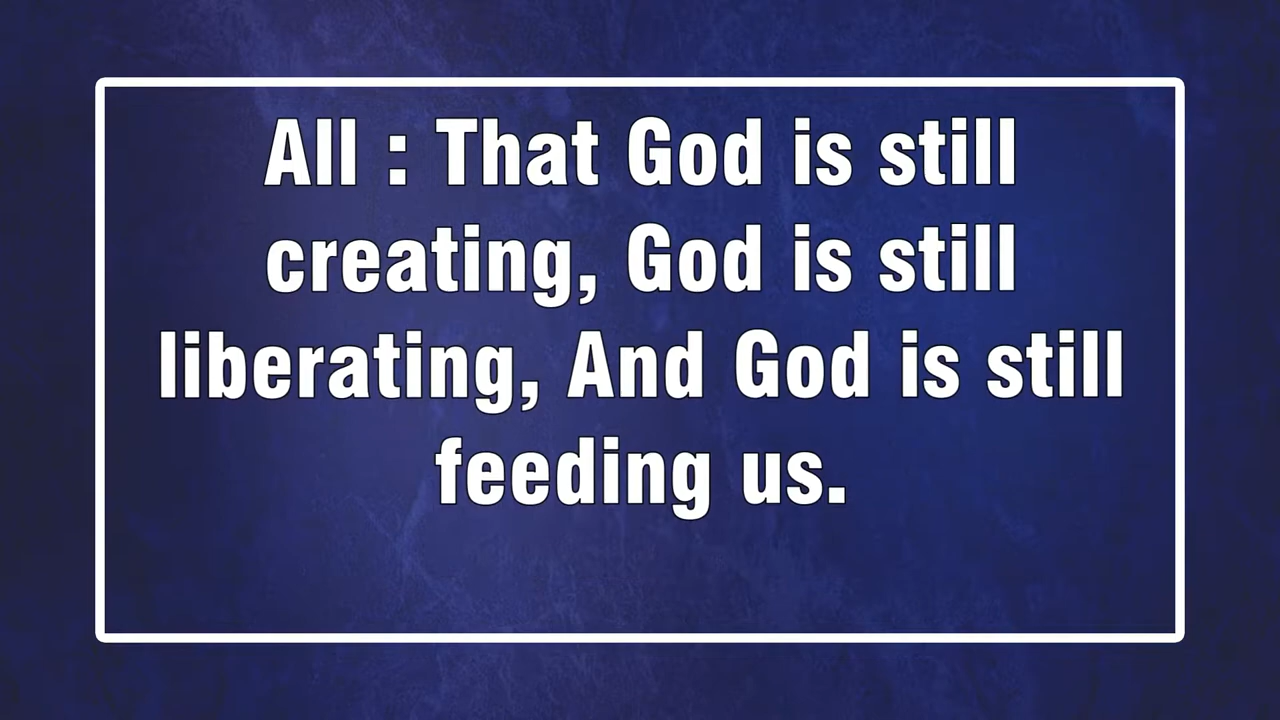 All : That God is still
creating, God is still
liberating, And God is still
feeding us.